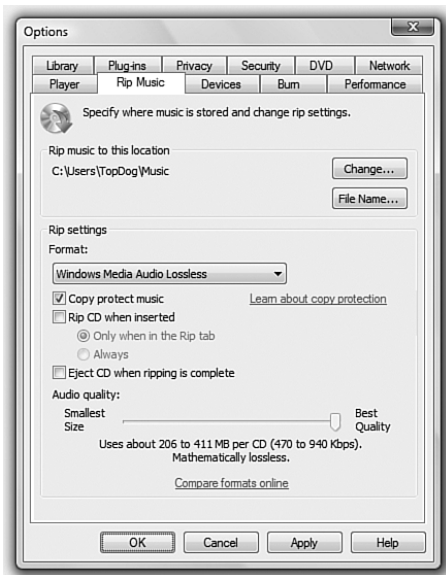 Options
Library Plug-ins Privacy Security DVD Network
Player Rip Music Devices Burn Performance
Specify where music is stored and change rip settings.
Rip music to this location
C:\Users\TopDog\Music
Change...
File Name...
Rip settings
Format:
Windows Media Audio Lossless
Copy protect music Learn about copy protection
Rip CD when inserted
Only when in the Rip tab
Always
Eject CD when ripping is complete
Audio quality:
Smallest Best
Size Quality
Uses about 206 to 411 MB per CD (470 to 940 Kbps).
Mathematically lossless.
Compare formats online
OK Cancel Apply Help